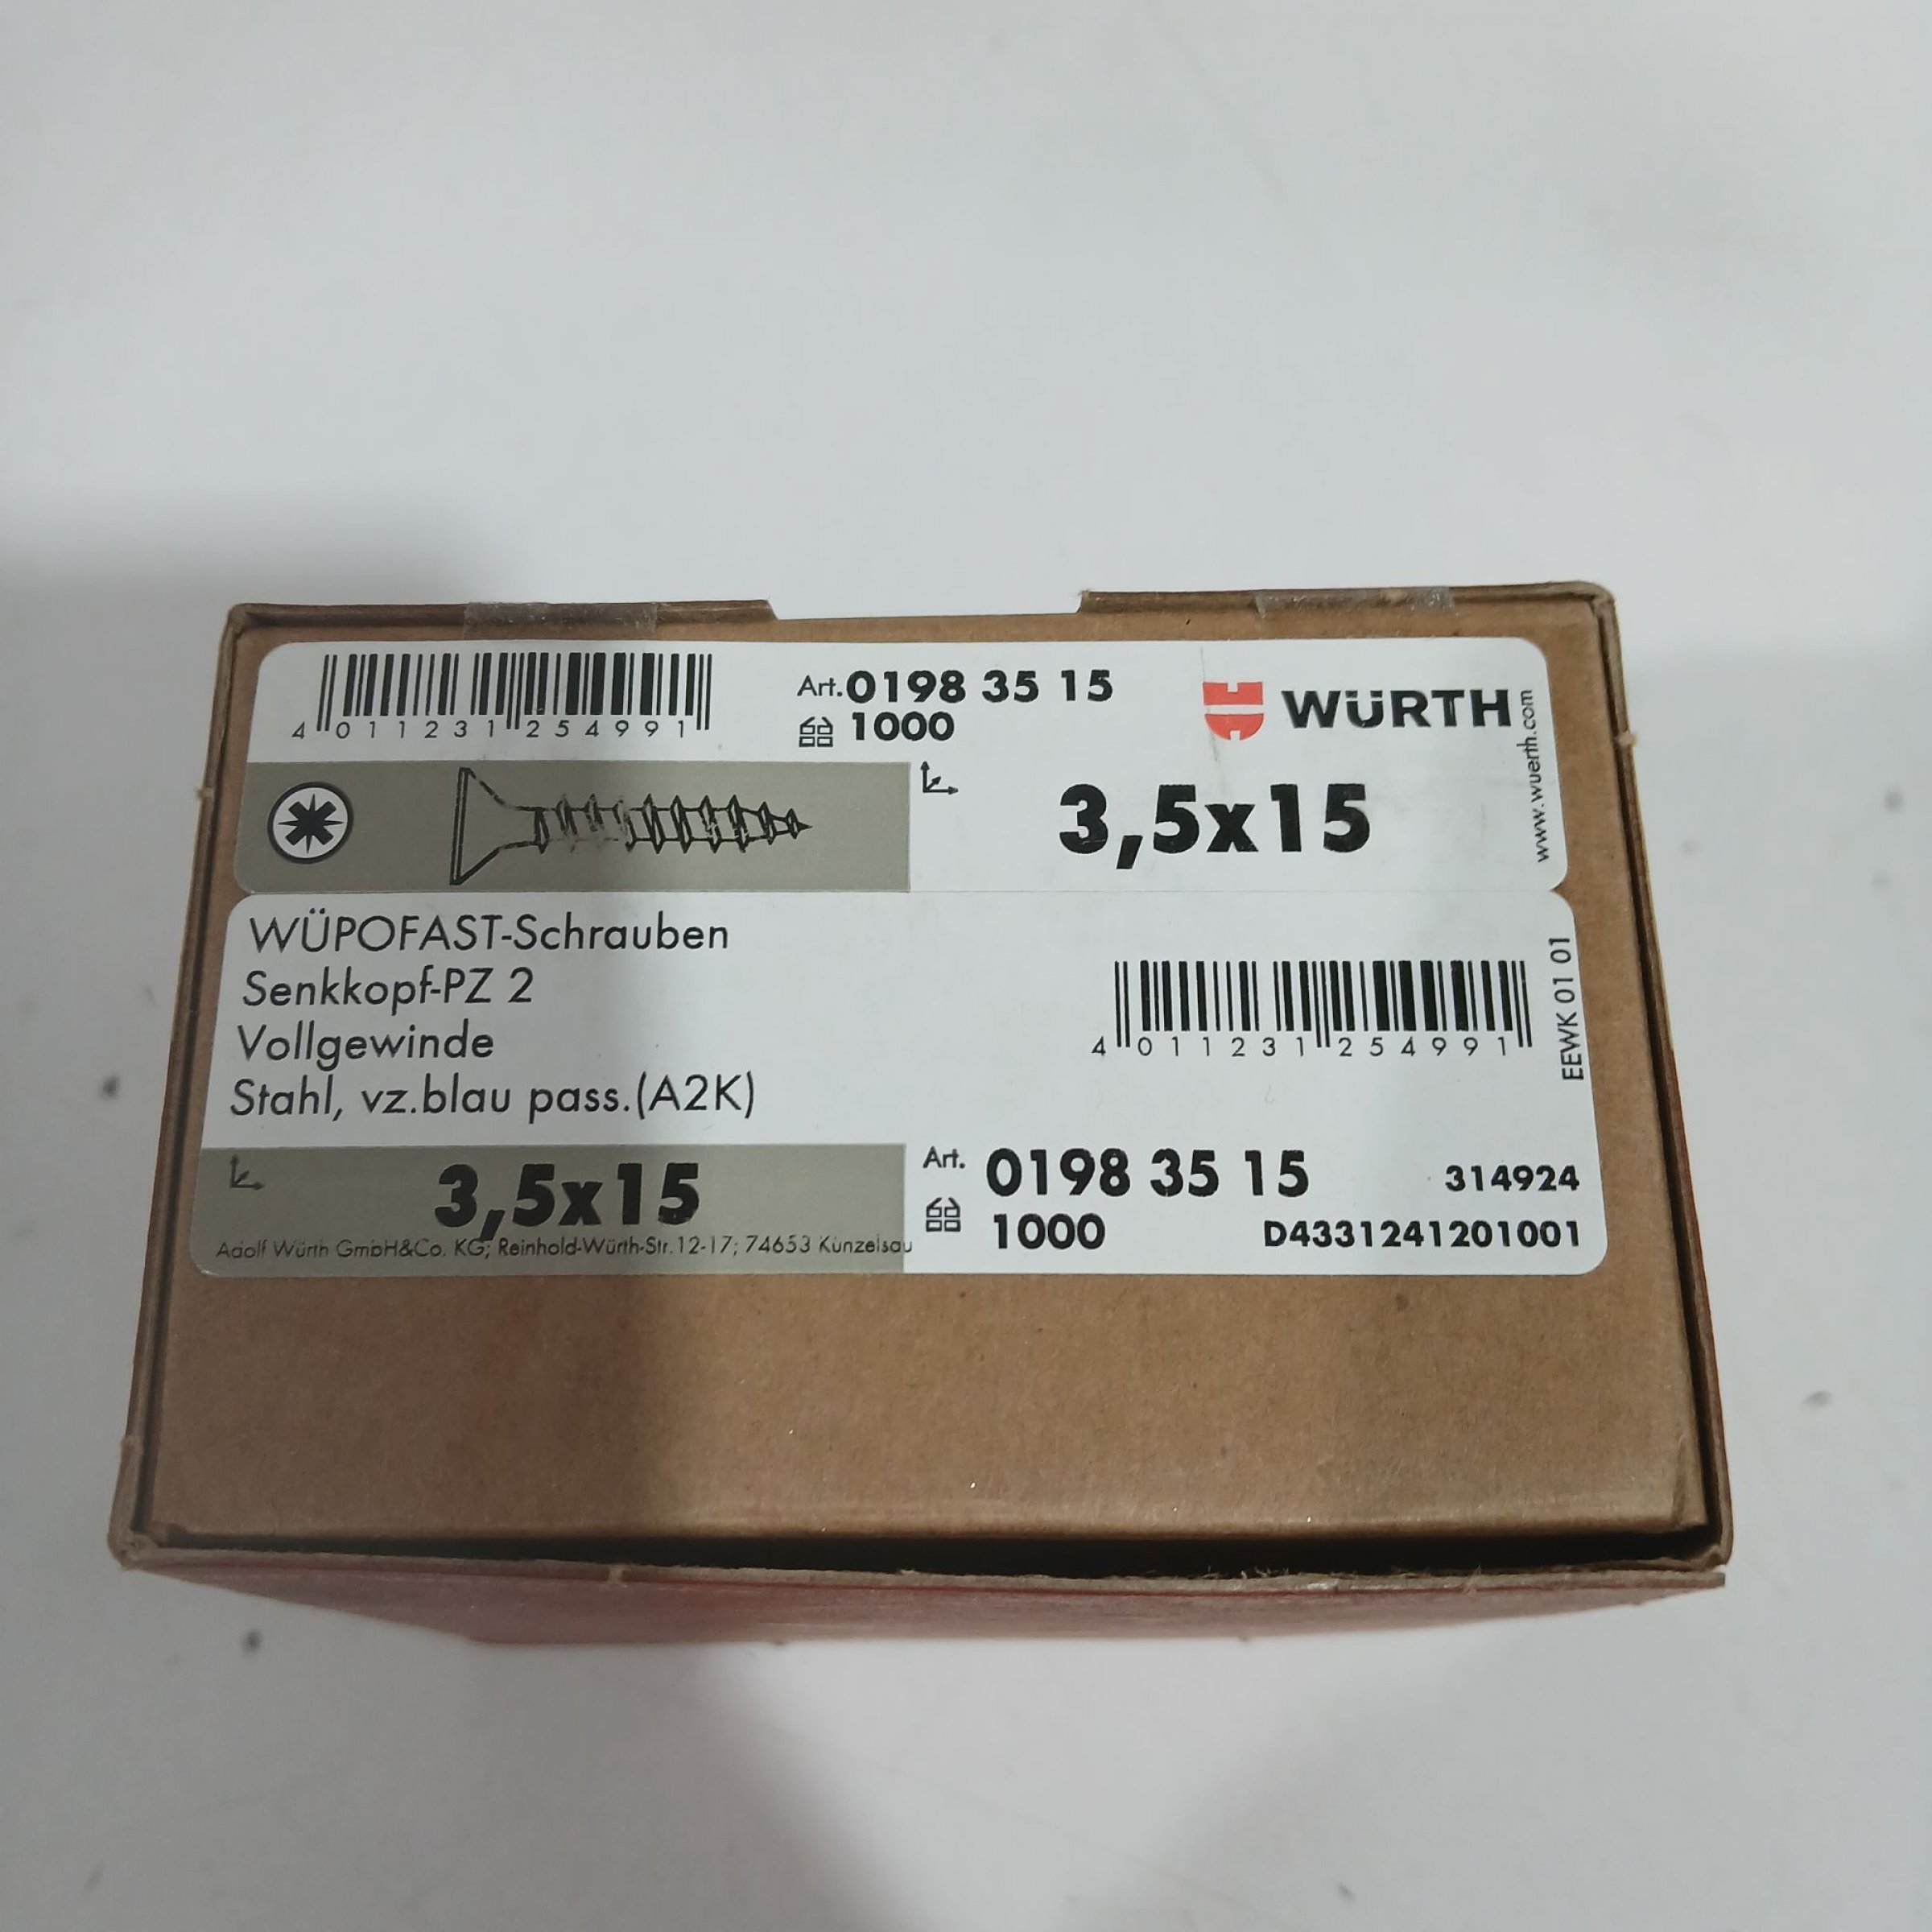 4 011231 254991
Art. 0198 35 15
1000
WÜRTH
www.wuerth.com
3,5x15
WÜPOFAST-Schrauben
Senkkopf-PZ 2
Vollgewinde
Stahl, vz.blau pass.(A2K)
4 011231 254991
EEWK 01 01
3,5x15
Adolf Würth GmbH&Co. KG; Reinhold-Würth-Str.12-17; 74653 Künzelsau
Art. 0198 35 15
314924
1000
D4331241201001